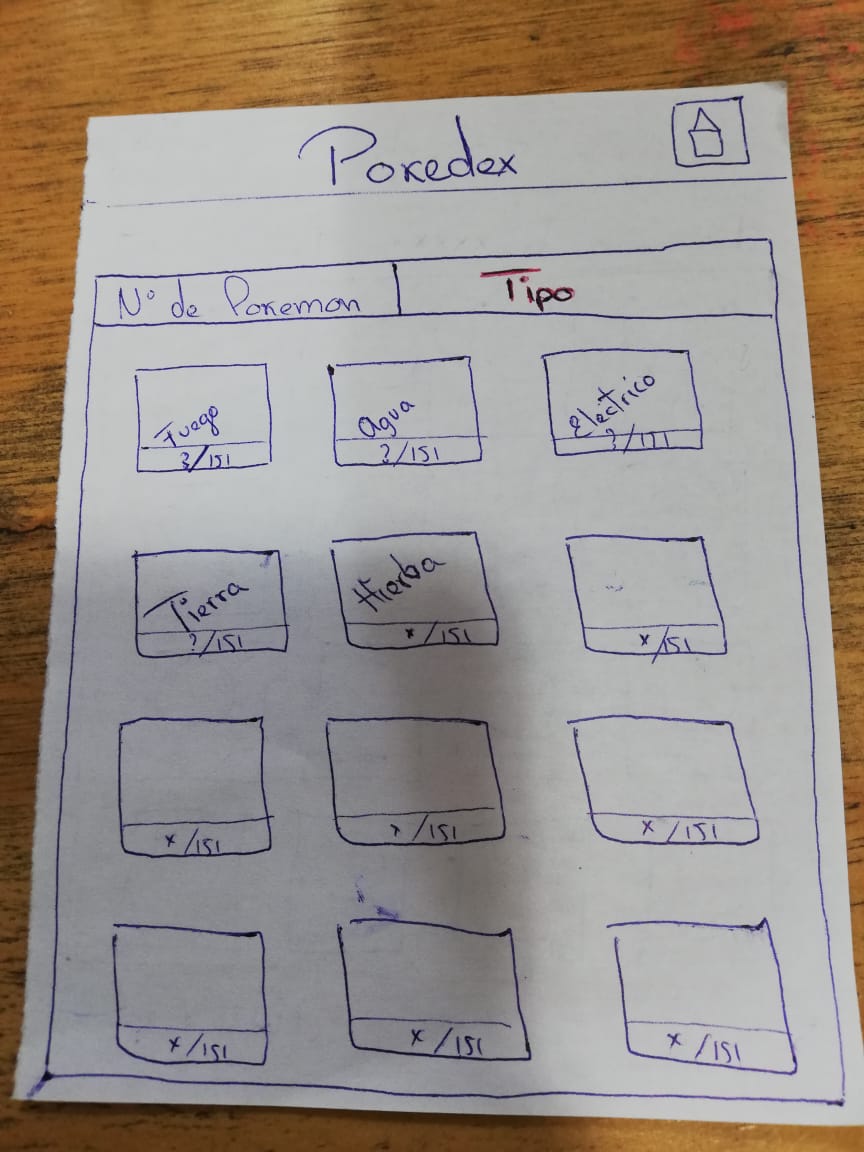 Pokedex
N° de Pokemon Tipo
Fuego Agua Electrico
?/151 ?/151 ?/151
Tierra Hierba
?/151 x/151 x/151
x/151 x/151 x/151
x/151 x/151 x/151